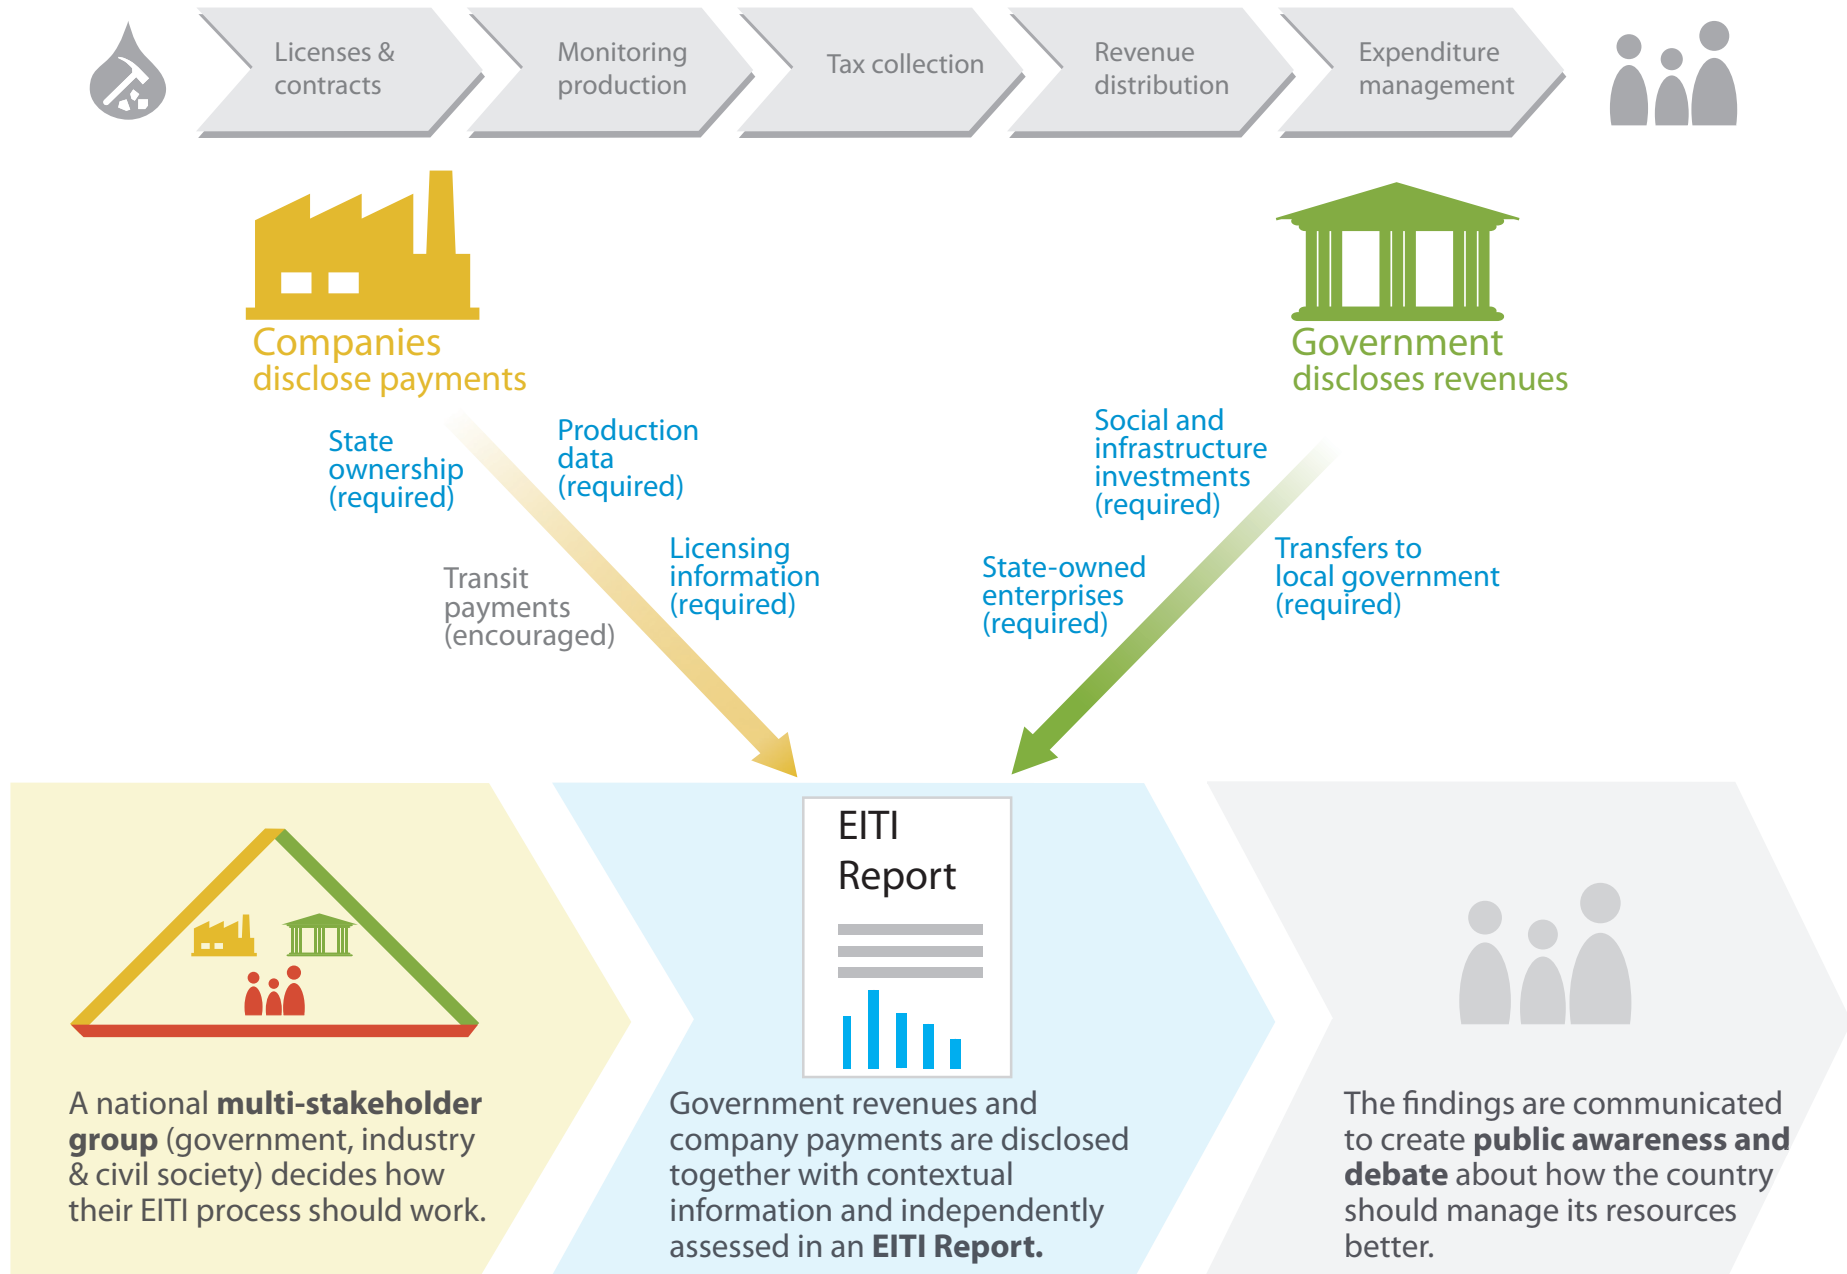 Licenses &
contracts
Monitoring
production
Tax collection
Revenue
distribution
Expenditure
management
Companies
disclose payments
Government
discloses revenues
State
ownership
(required)
Production
data
(required)
Social and
infrastructure
investments
(required)
Transit
payments
(encouraged)
Licensing
information
(required)
State-owned
enterprises
(required)
Transfers to
local government
(required)
EITI
Report
A national multi-stakeholder
group (government, industry
& civil society) decides how
their EITI process should work.
Government revenues and
company payments are disclosed
together with contextual
information and independently
assessed in an EITI Report.
The findings are communicated
to create public awareness and
debate about how the country
should manage its resources
better.